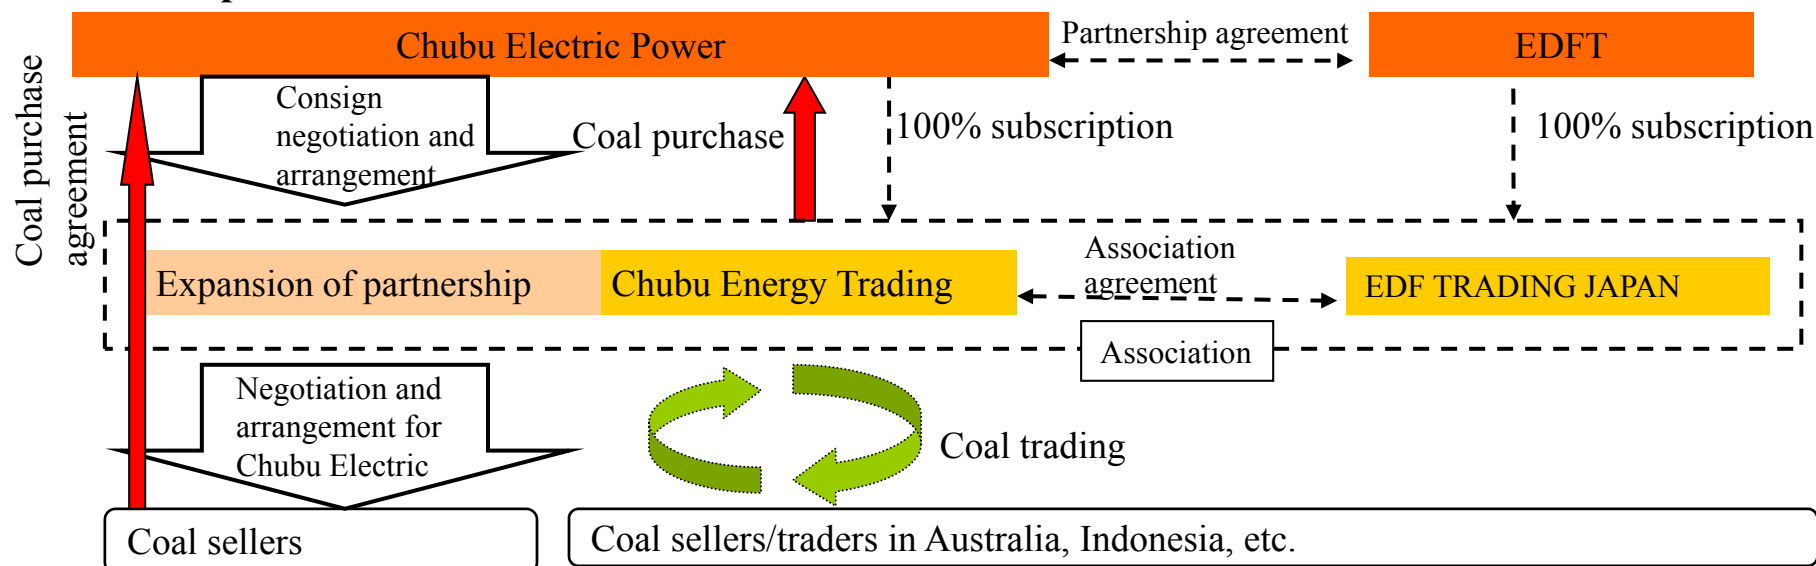 Chubu Electric Power
Partnership agreement
EDFT
Coal purchase
agreement
Consign
negotiation and
arrangement
Coal purchase
100% subscription
100% subscription
Expansion of partnership
Chubu Energy Trading
Association
agreement
EDF TRADING JAPAN
Association
Negotiation and
arrangement for
Chubu Electric
Coal trading
Coal sellers
Coal sellers/traders in Australia, Indonesia, etc.